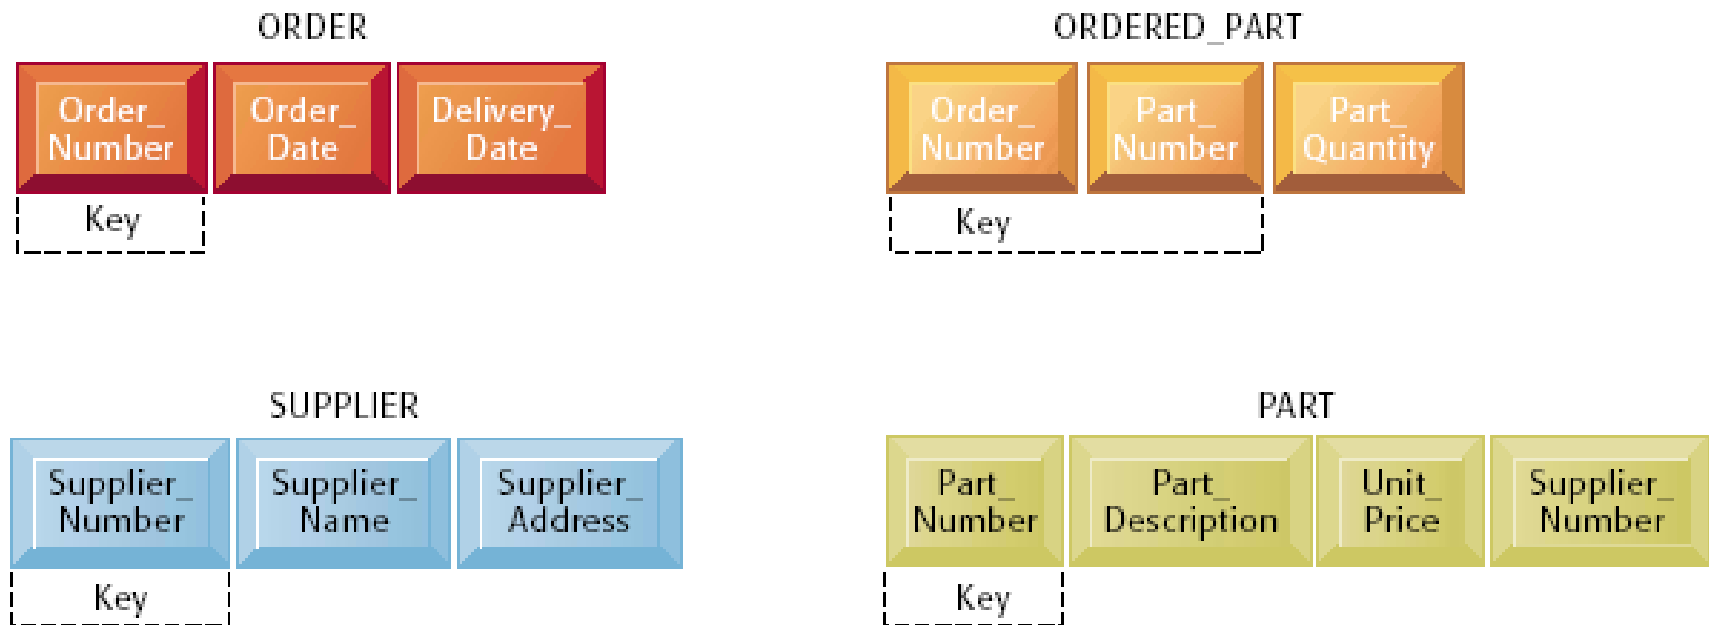 ORDER
Order_
Number
Order_
Date
Delivery_
Date
Key
ORDERED_PART
Order_
Number
Part_
Number
Part_
Quantity
Key
SUPPLIER
Supplier_
Number
Supplier_
Name
Supplier_
Address
Key
PART
Part_
Number
Part_
Description
Unit_
Price
Supplier_
Number
Key